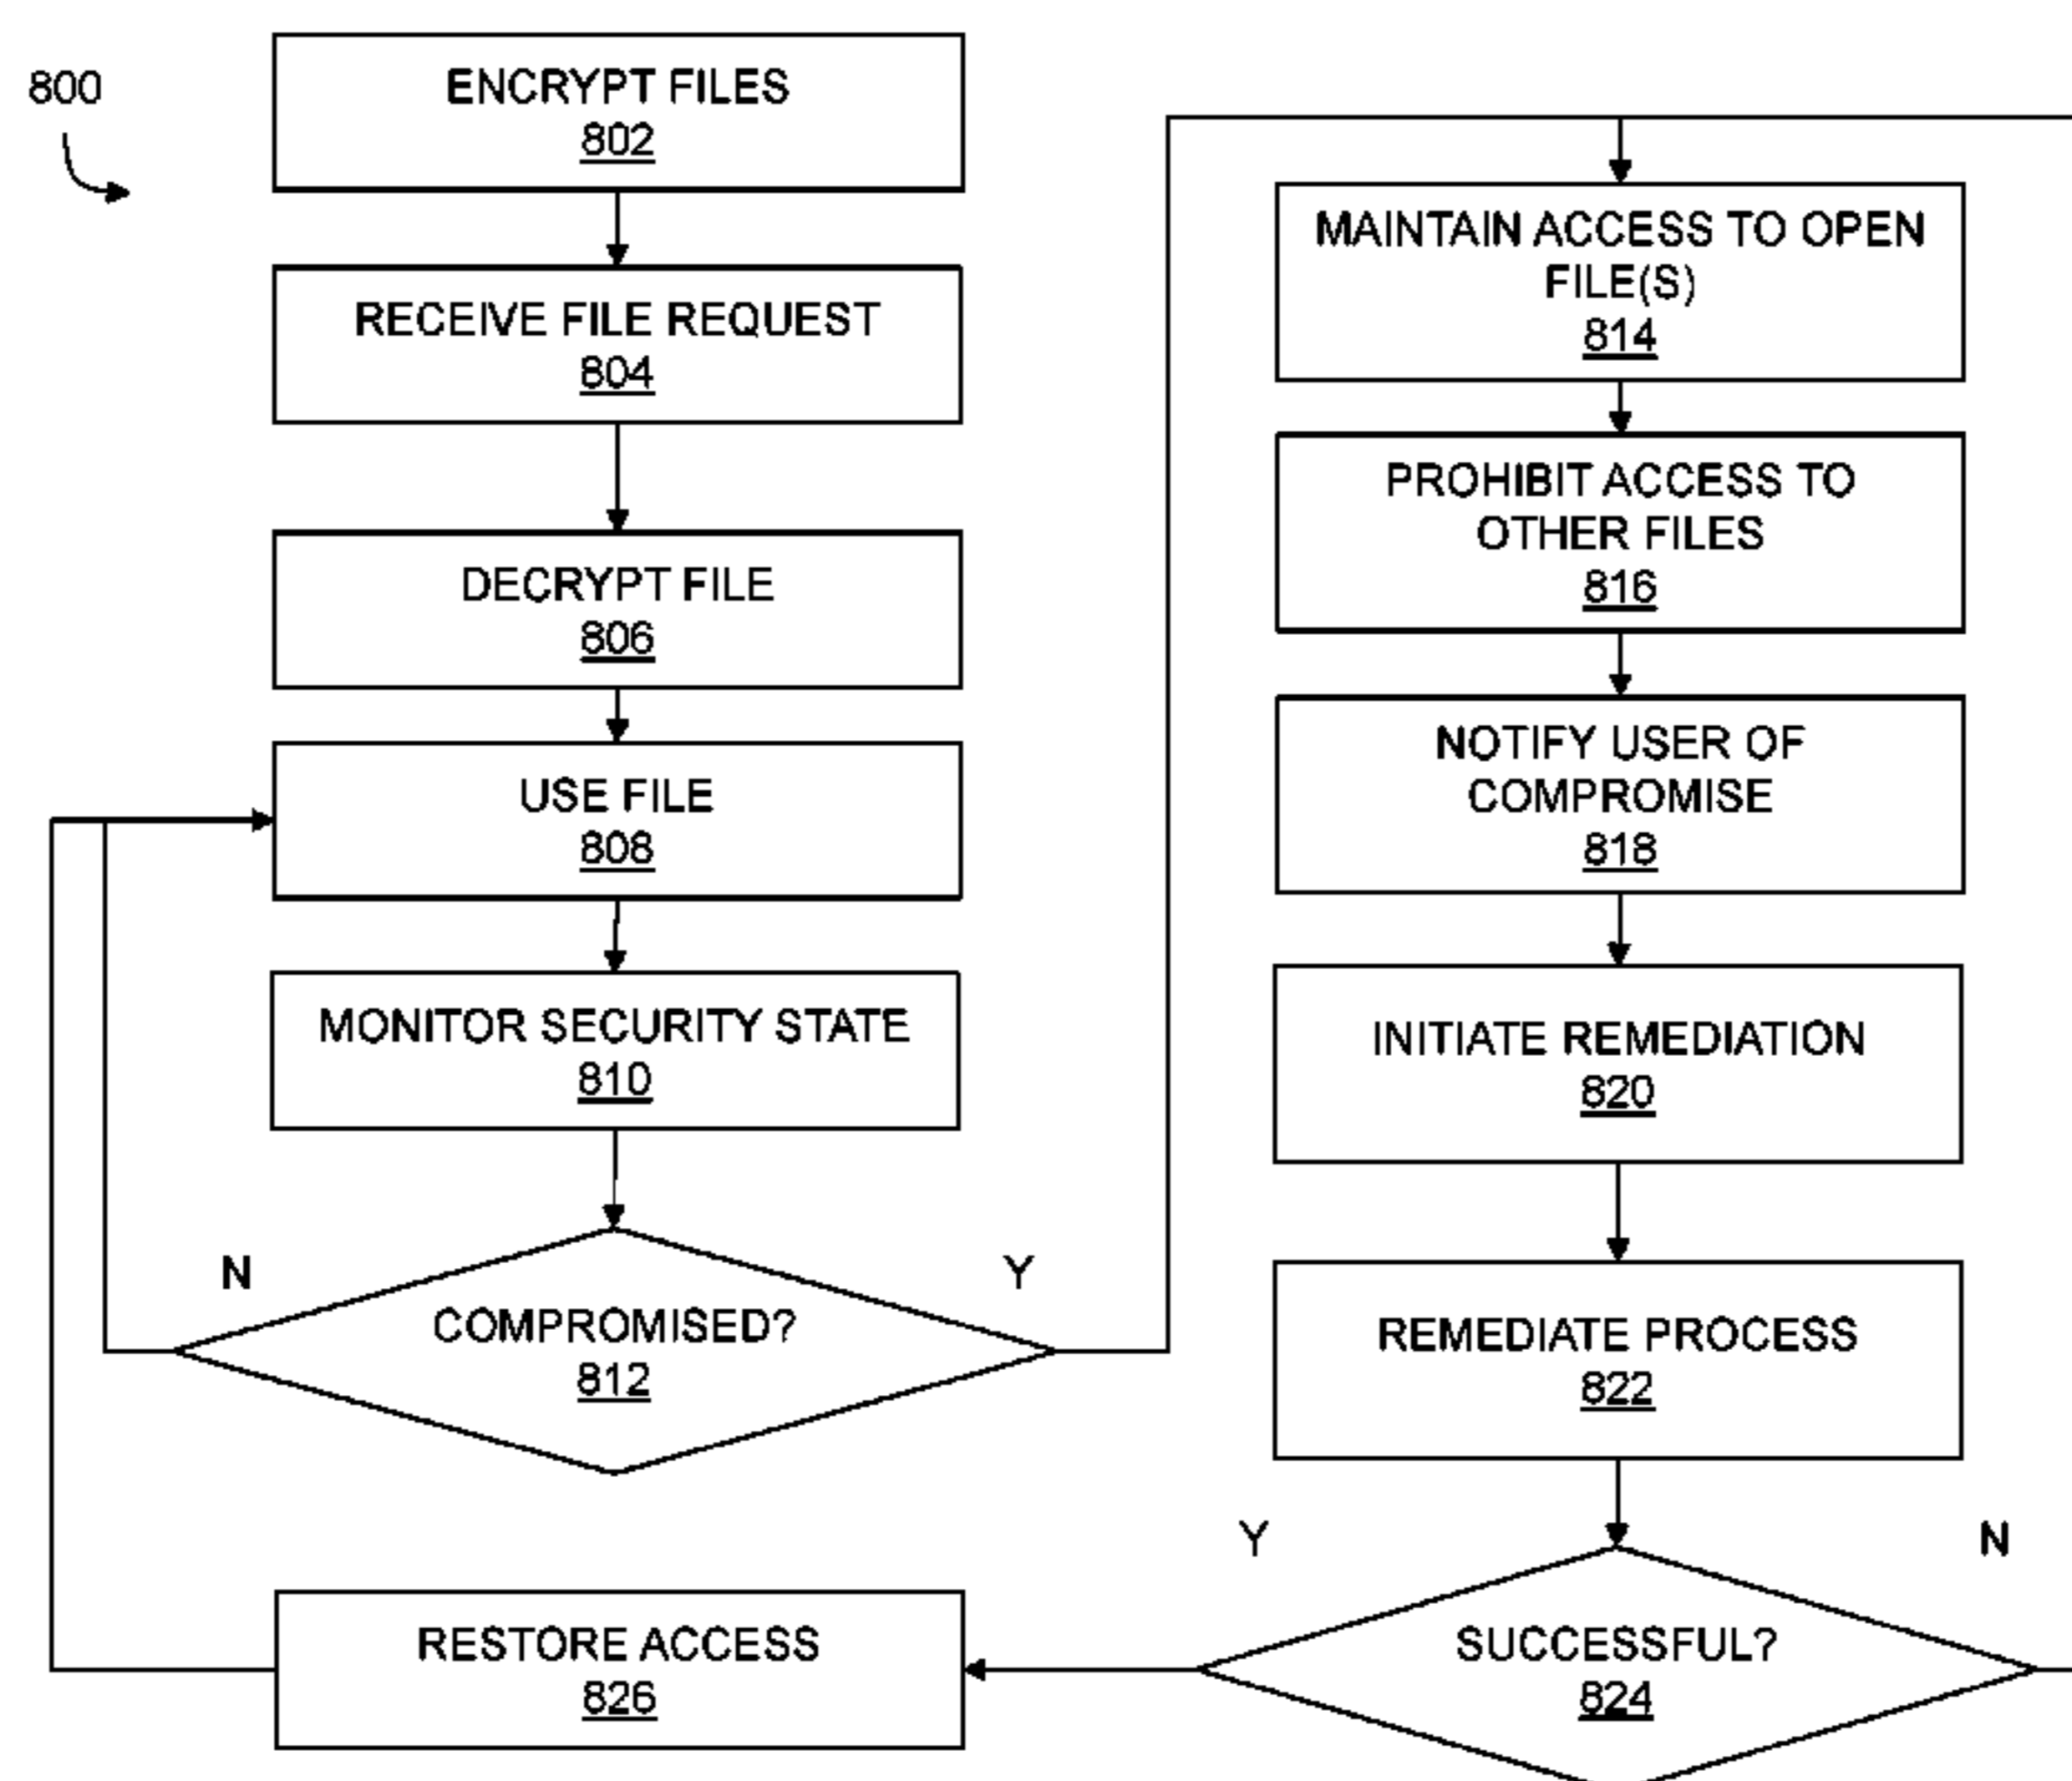 800
ENCRYPT FILES
802
RECEIVE FILE REQUEST
804
DECRYPT FILE
806
USE FILE
808
MONITOR SECURITY STATE
810
N
Y
COMPROMISED?
812
MAINTAIN ACCESS TO OPEN
FILE(S)
814
PROHIBIT ACCESS TO
OTHER FILES
816
NOTIFY USER OF
COMPROMISE
818
INITIATE REMEDIATION
820
REMEDIATE PROCESS
822
Y
N
SUCCESSFUL?
824
RESTORE ACCESS
826